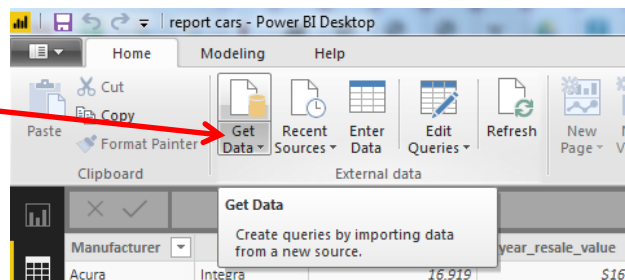 report cars - Power BI Desktop
Home Modeling Help
Cut
Copy
Format Painter
Paste
Clipboard
Get Data
Recent Sources
Enter Data
Edit Queries
External data
Refresh
New Page
Get Data
Create queries by importing data
from a new source.
Manufacturer
year_resale_value
Acura Integra 16.919 $16